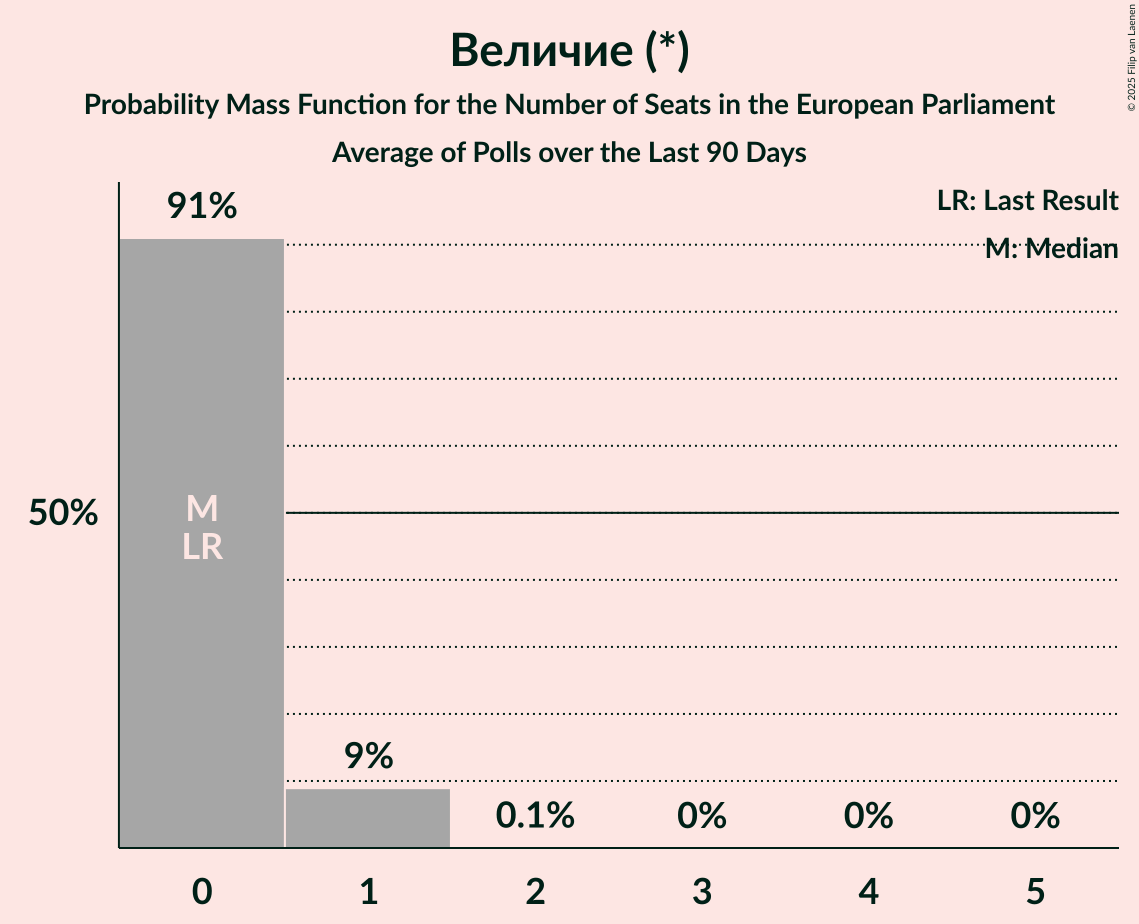 Величие (*)
Probability Mass Function for the Number of Seats in the European Parliament
Average of Polls over the Last 90 Days
© 2025 Filip van Laenen
LR: Last Result
M: Median
91%
50%
M
LR
9%
0.1%
0%
0%
0%
0
1
2
3
4
5